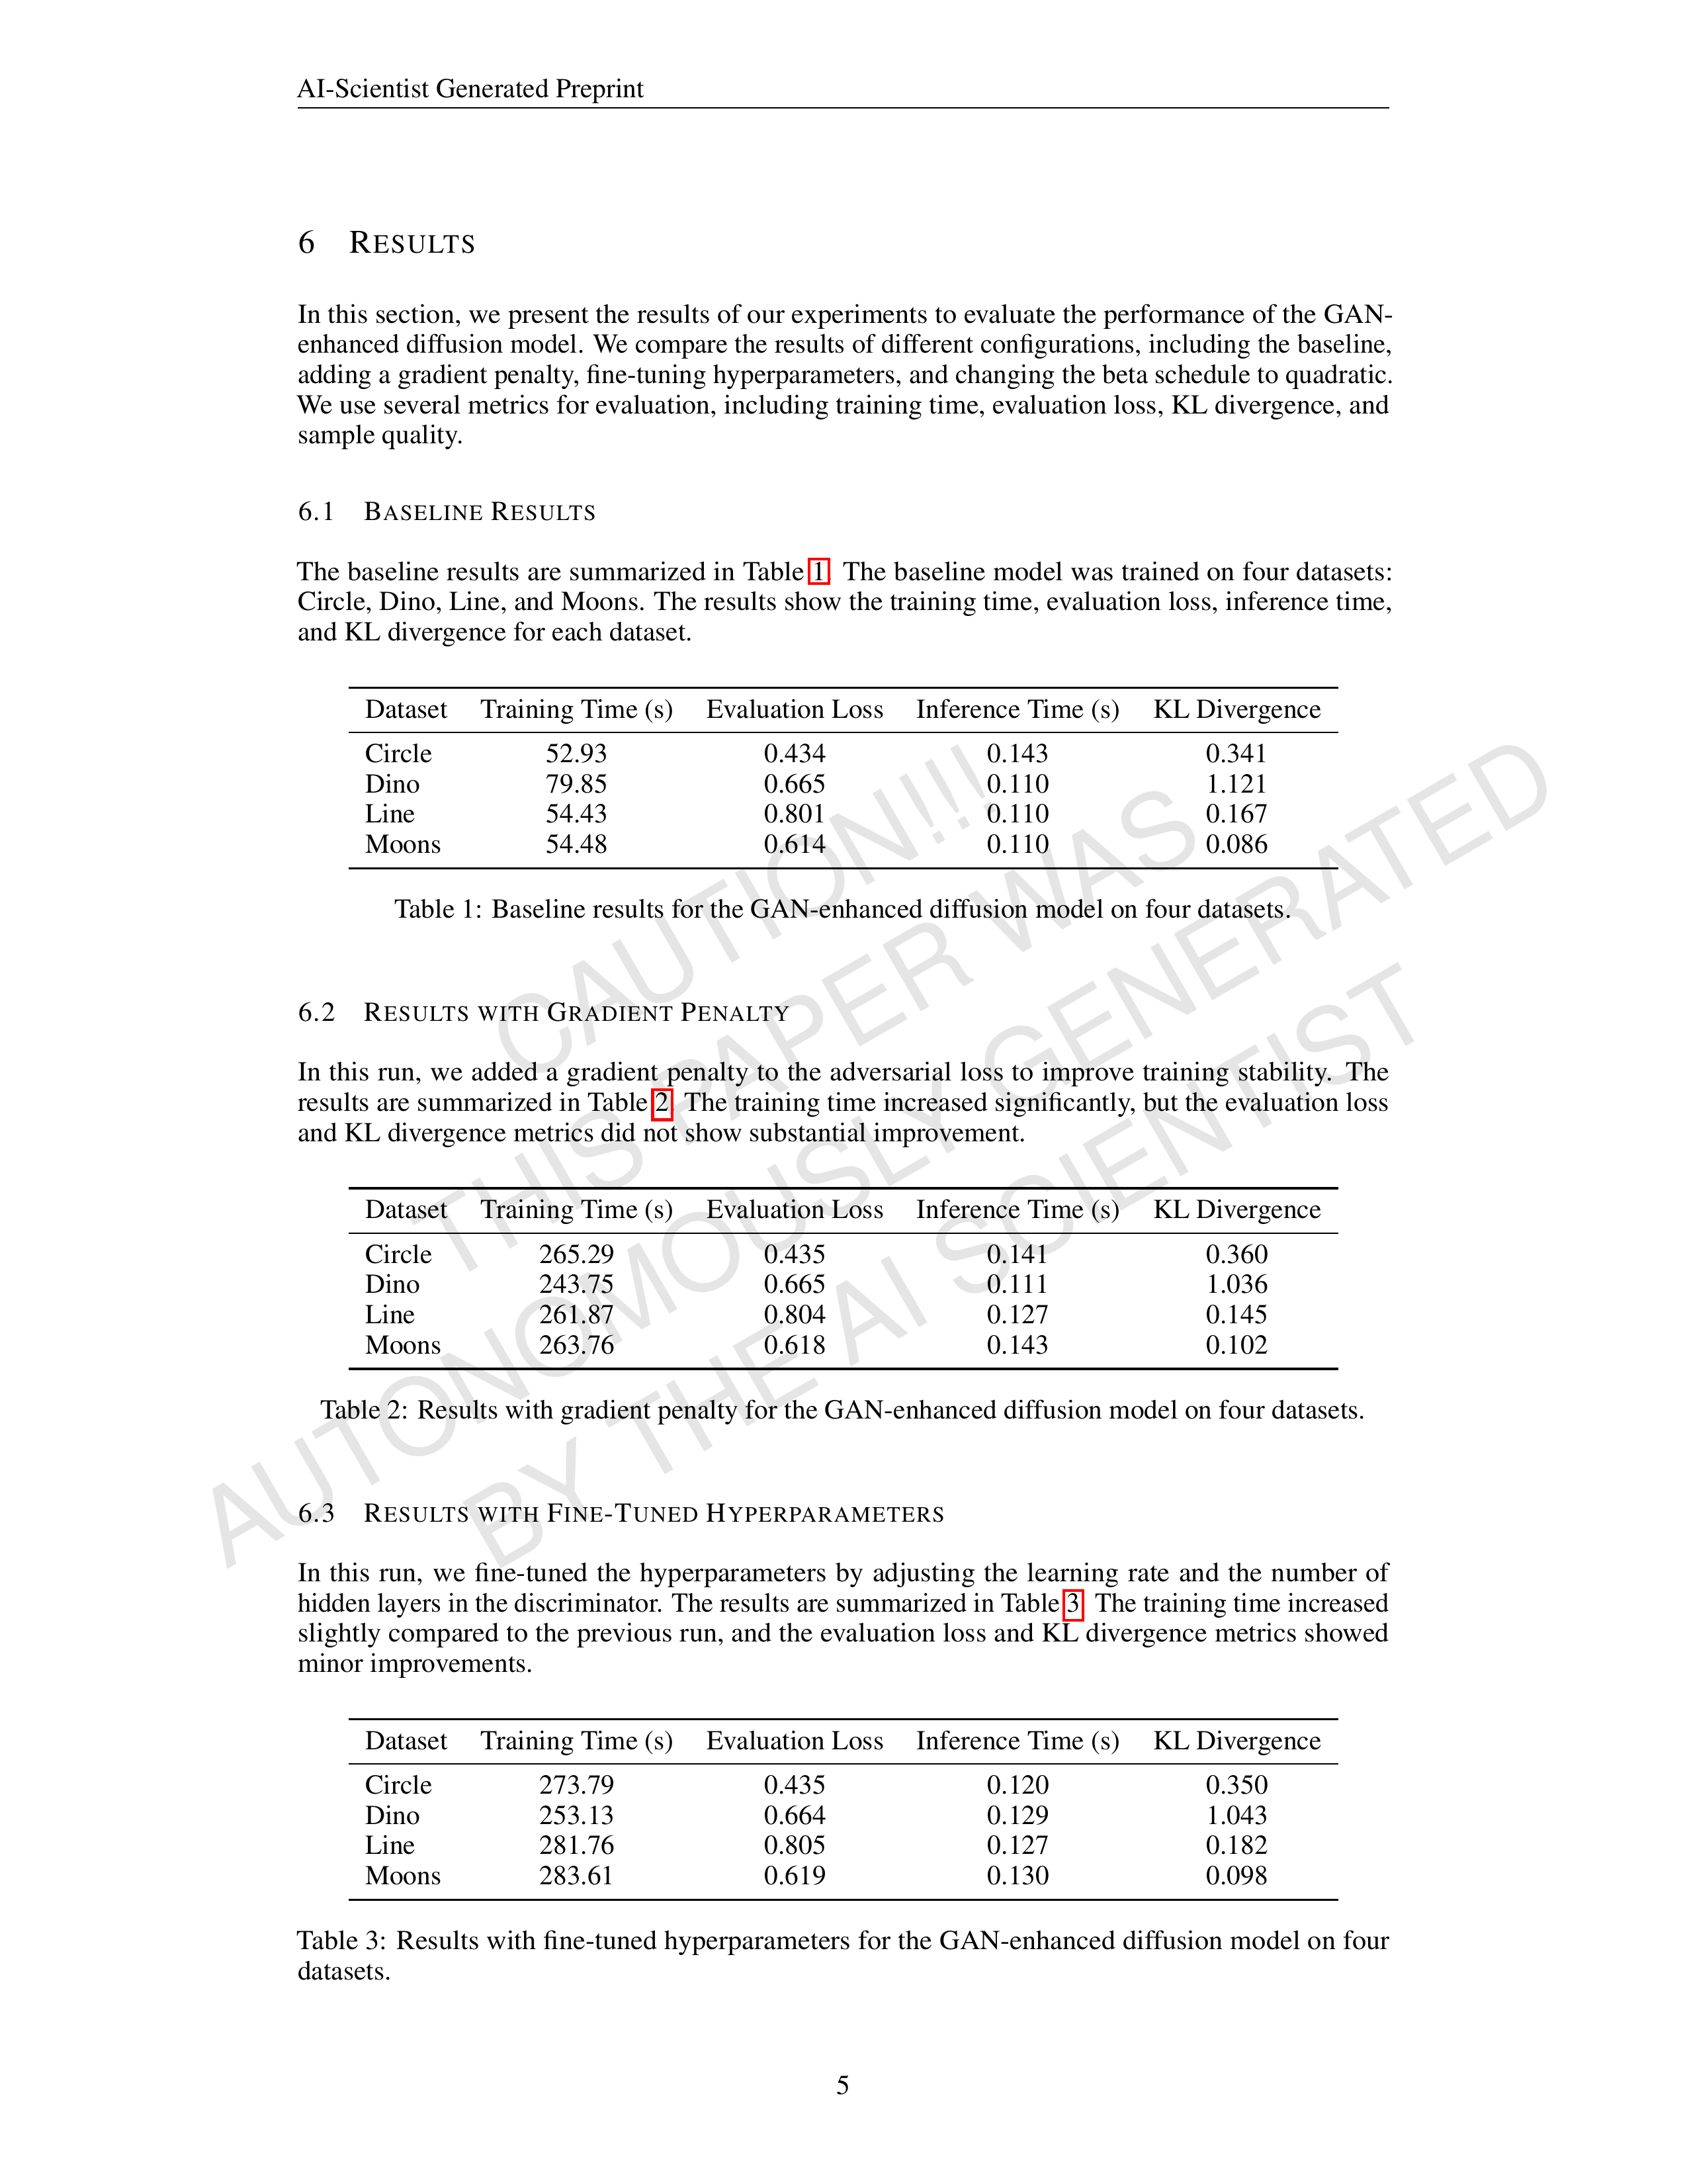 AI-Scientist Generated Preprint
6 RESULTS
In this section, we present the results of our experiments to evaluate the performance of the GAN-
enhanced diffusion model. We compare the results of different configurations, including the baseline,
adding a gradient penalty, fine-tuning hyperparameters, and changing the beta schedule to quadratic.
We use several metrics for evaluation, including training time, evaluation loss, KL divergence, and
sample quality.
6.1 BASELINE RESULTS
The baseline results are summarized in Table 1. The baseline model was trained on four datasets:
Circle, Dino, Line, and Moons. The results show the training time, evaluation loss, inference time,
and KL divergence for each dataset.
Dataset Training Time (s) Evaluation Loss Inference Time (s) KL Divergence
Circle 52.93 0.434 0.143 0.341
Dino 79.85 0.665 0.110 1.121
Line 54.43 0.801 0.110 0.167
Moons 54.48 0.614 0.110 0.086
Table 1: Baseline results for the GAN-enhanced diffusion model on four datasets.
6.2 RESULTS WITH GRADIENT PENALTY
In this run, we added a gradient penalty to the adversarial loss to improve training stability. The
results are summarized in Table 2. The training time increased significantly, but the evaluation loss
and KL divergence metrics did not show substantial improvement.
Dataset Training Time (s) Evaluation Loss Inference Time (s) KL Divergence
Circle 265.29 0.435 0.141 0.360
Dino 243.75 0.665 0.111 1.036
Line 261.87 0.804 0.127 0.145
Moons 263.76 0.618 0.143 0.102
Table 2: Results with gradient penalty for the GAN-enhanced diffusion model on four datasets.
6.3 RESULTS WITH FINE-TUNED HYPERPARAMETERS
In this run, we fine-tuned the hyperparameters by adjusting the learning rate and the number of
hidden layers in the discriminator. The results are summarized in Table 3. The training time increased
slightly compared to the previous run, and the evaluation loss and KL divergence metrics showed
minor improvements.
Dataset Training Time (s) Evaluation Loss Inference Time (s) KL Divergence
Circle 273.79 0.435 0.120 0.350
Dino 253.13 0.664 0.129 1.043
Line 281.76 0.805 0.127 0.182
Moons 283.61 0.619 0.130 0.098
Table 3: Results with fine-tuned hyperparameters for the GAN-enhanced diffusion model on four
datasets.
5
CAUTION!!!
THIS PAPER WAS
AUTONOMOUSLY GENERATED
BY THE AI SCIENTIST